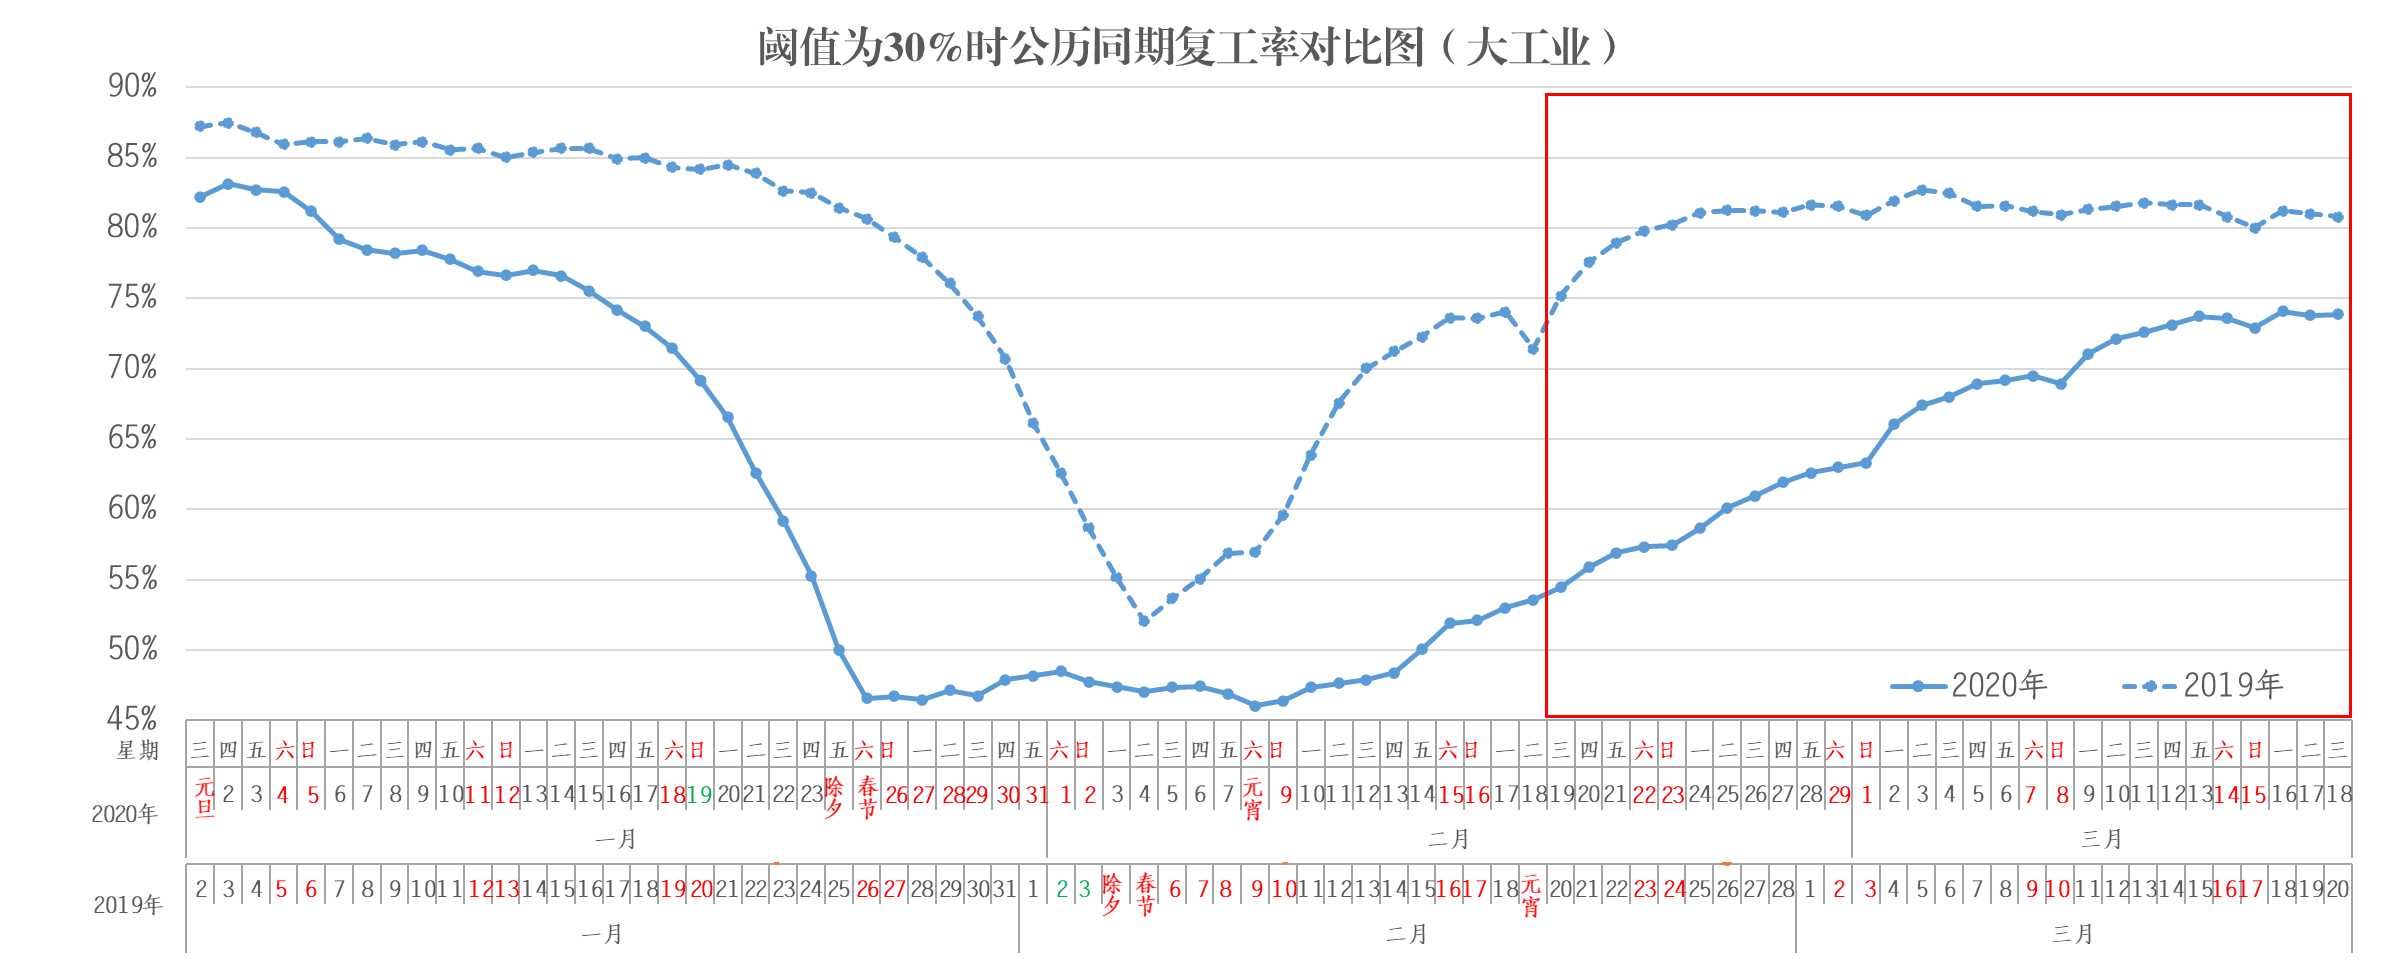 阈值为30%时公历同期复工率对比图（大工业）
90%
85%
80%
75%
70%
65%
60%
55%
50%
45%
2020年 2019年
星期 三 四 五 六 日 一 二 三 四 五 六 日 一 二 三 四 五 六 日 一 二 三 四 五 六 日 一 二 三 四 五 六 日 一 二 三 四 五 六 日 一 二 三 四 五 六 日 一 二 三 四 五 六 日 一 二 三 四 五 六 日 一 二 三 四 五 六 日 一 二 三 四 五 六 日 一 二 三
2020年 元旦 2 3 4 5 6 7 8 9 10 11 12 13 14 15 16 17 18 19 20 21 22 23 除夕 春节 26 27 28 29 30 31 1 2 3 4 5 6 7 元宵 9 10 11 12 13 14 15 16 17 18 19 20 21 22 23 24 25 26 27 28 29 1 2 3 4 5 6 7 8 9 10 11 12 13 14 15 16 17 18
一月 二月 三月
2019年 2 3 4 5 6 7 8 9 10 11 12 13 14 15 16 17 18 19 20 21 22 23 24 25 26 27 28 29 30 31 1 2 3 除夕 春节 6 7 8 9 10 11 12 13 14 15 16 17 18 元宵 20 21 22 23 24 25 26 27 28 1 2 3 4 5 6 7 8 9 10 11 12 13 14 15 16 17 18 19 20
一月 二月 三月